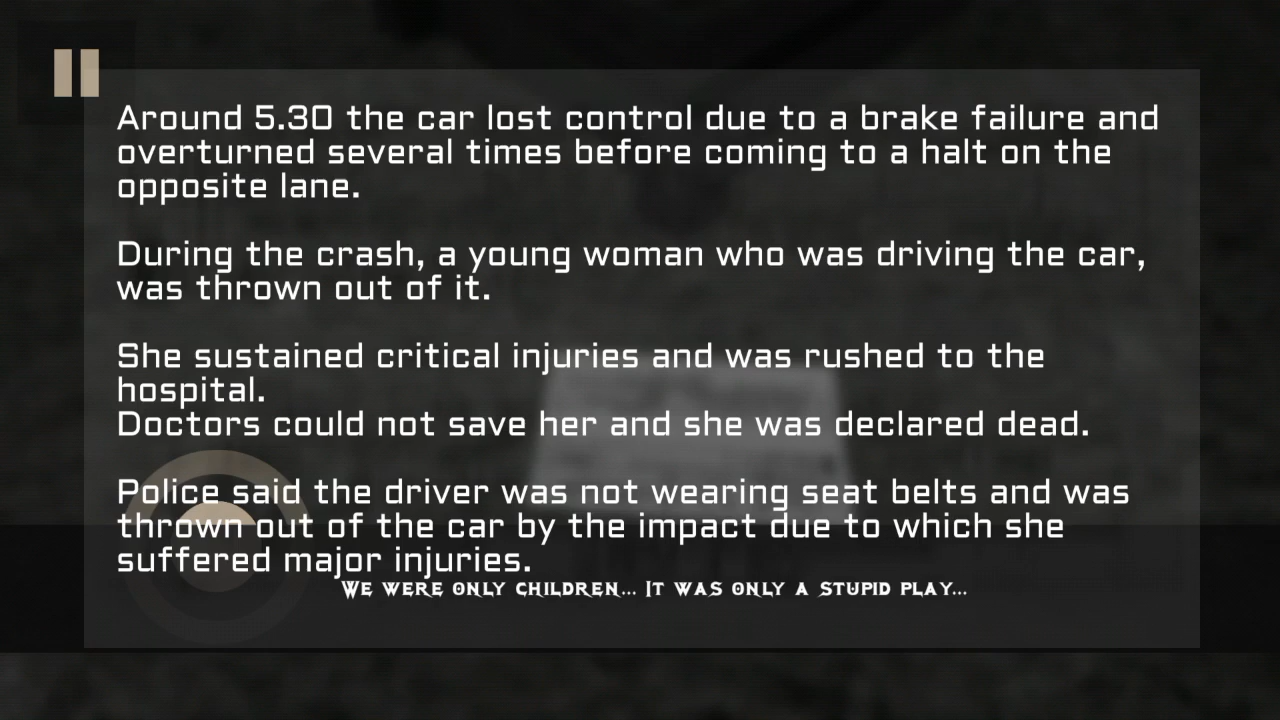 Around 5.30 the car lost control due to a brake failure and
overturned several times before coming to a halt on the
opposite lane.
During the crash, a young woman who was driving the car,
was thrown out of it.
She sustained critical injuries and was rushed to the
hospital.
Doctors could not save her and she was declared dead.
Police said the driver was not wearing seat belts and was
thrown out of the car by the impact due to which she
suffered major injuries.
We were only children... It was only a stupid play...